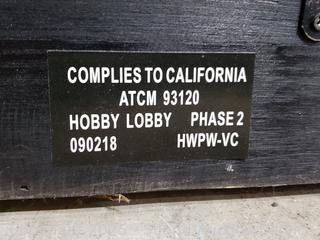 COMPLIES TO CALIFORNIA
ATCM 93120
HOBBY LOBBY PHASE 2
090218 HWPW-VC